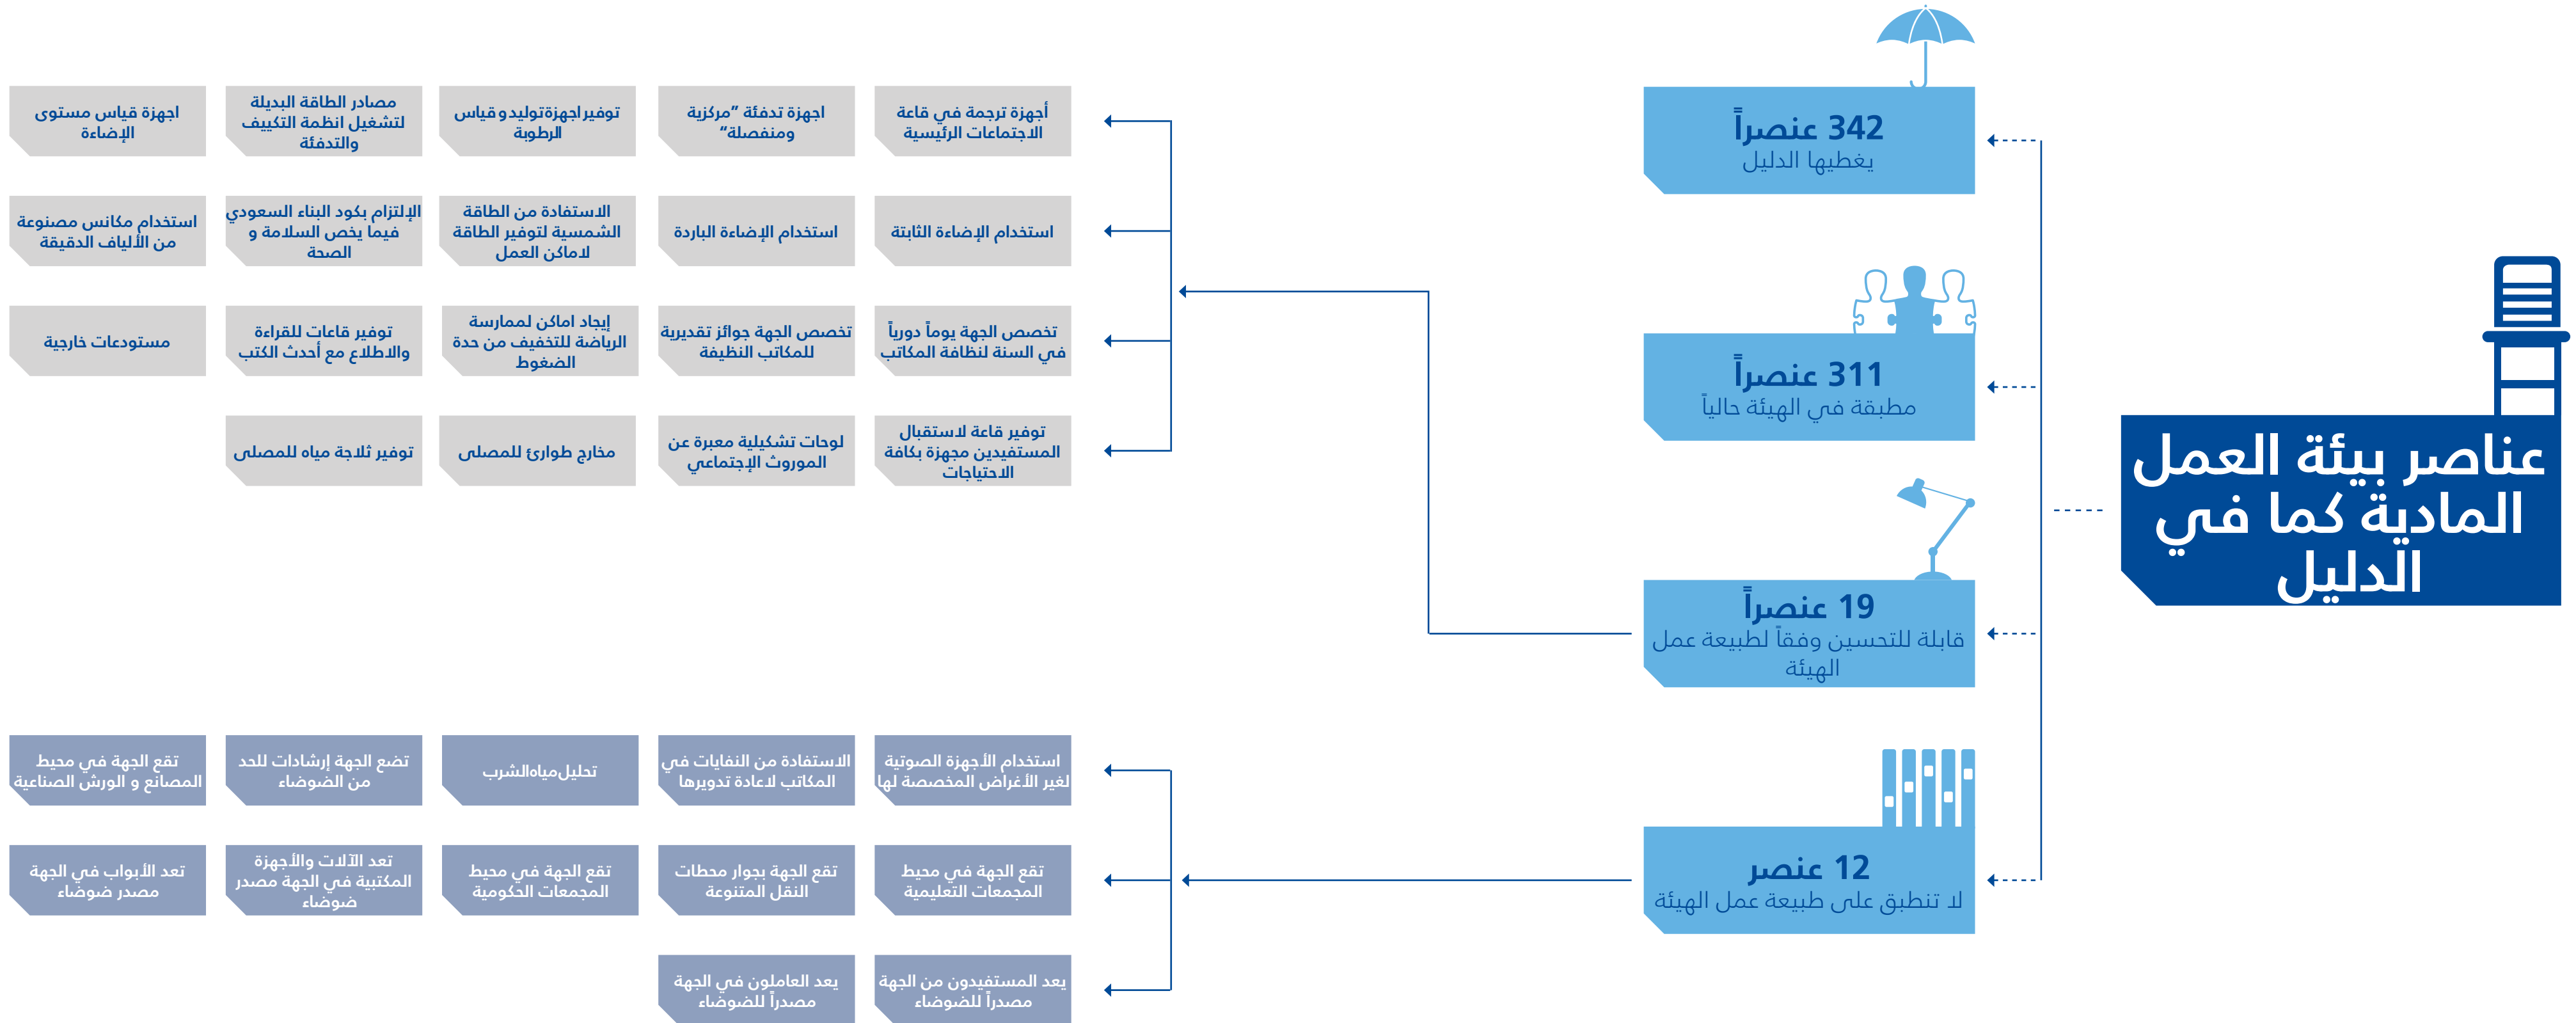 عناصر بيئة العمل
المادية كما في
الدليل
342 عنصراً
يغطيها الدليل
311 عنصراً
مطبقة في الهيئة حالياً
19 عنصراً
قابلة للتحسين وفقاً لطبيعة عمل
الهيئة
12 عنصر
لا تنطبق على طبيعة عمل الهيئة
أجهزة ترجمة في قاعة
الاجتماعات الرئيسية
اجهزة تدفئة "مركزية
ومنفصلة"
توفير اجهزة توليد و قياس
الرطوبة
مصادر الطاقة البديلة
لتشغيل انظمة التكييف
والتدفئة
اجهزة قياس مستوى
الإضاءة
استخدام الإضاءة الثابتة
استخدام الإضاءة الباردة
الاستفادة من الطاقة
الشمسية لتوفير الطاقة
لاماكن العمل
الإلتزام بكود البناء السعودي
فيما يخص السلامة و
الصحة
استخدام مكانس مصنوعة
من الألياف الدقيقة
تخصص الجهة يوماً دورياً
في السنة لنظافة المكاتب
تخصص الجهة جوائز تقديرية
للمكاتب النظيفة
إيجاد اماكن لممارسة
الرياضة للتخفيف من حدة
الضغوط
توفير قاعات للقراءة
والاطلاع مع أحدث الكتب
مستودعات خارجية
توفير قاعة لاستقبال
المستفيدين مجهزة بكافة
الاحتياجات
لوحات تشكيلية معبرة عن
الموروث الإجتماعي
مخارج طوارئ للمصلى
توفير ثلاجة مياه للمصلى
استخدام الأجهزة الصوتية
لغير الأغراض المخصصة لها
الاستفادة من النفايات في
المكاتب لاعادة تدويرها
تحليل مياه الشرب
تضع الجهة إرشادات للحد
من الضوضاء
تقع الجهة في محيط
المصانع و الورش الصناعية
تقع الجهة في محيط
المجمعات التعليمية
تقع الجهة بجوار محطات
النقل المتنوعة
تقع الجهة في محيط
المجمعات الحكومية
تعد الآلات والأجهزة
المكتبية في الجهة مصدر
ضوضاء
تعد الأبواب في الجهة
مصدر ضوضاء
يعد المستفيدون من الجهة
مصدراً للضوضاء
يعد العاملون في الجهة
مصدراً للضوضاء